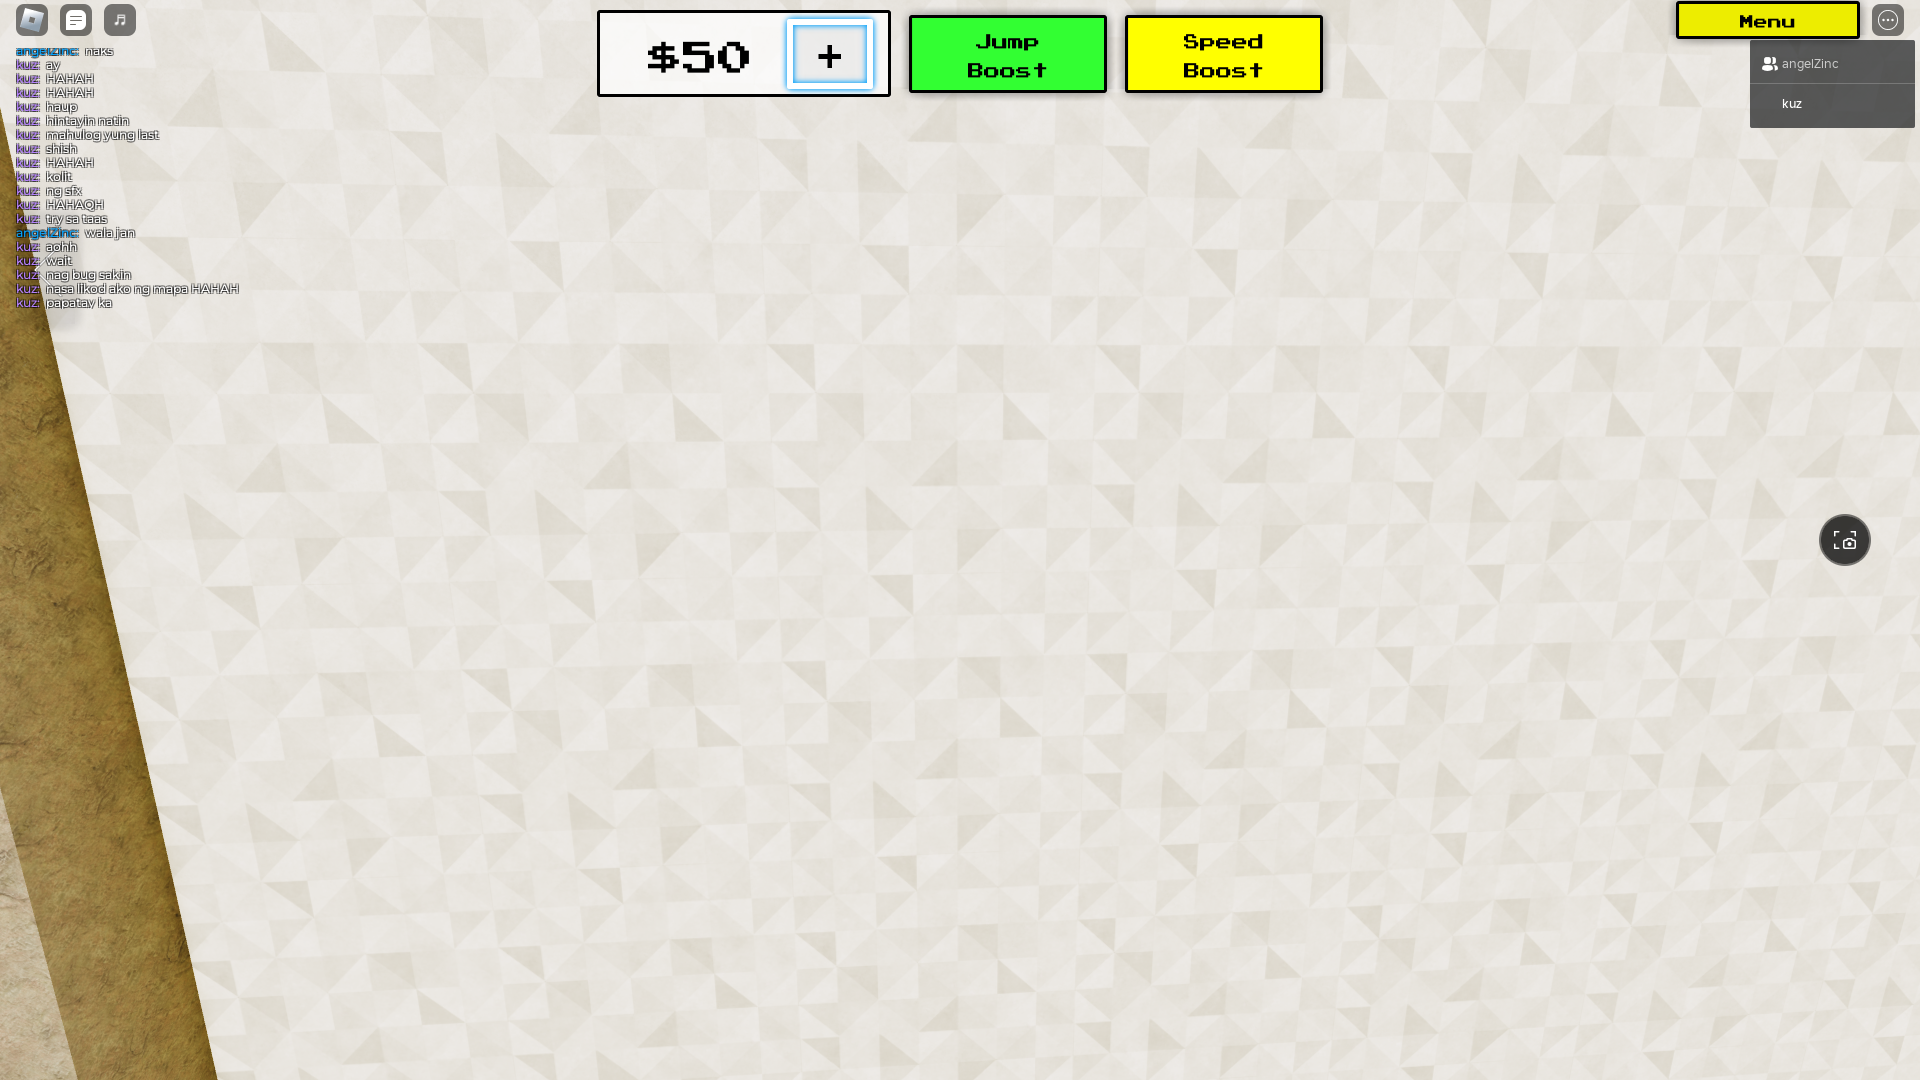 angelZinc: naks
kuz: ay
kuz: HAHAH
kuz: HAHAH
kuz: haup
kuz: hintayin natin
kuz: mahulog yung last
kuz: shish
kuz: HAHAH
kuz: kolit
kuz: ng sfx
kuz: HAHAQH
kuz: try sa taas
angelZinc: wala jan
kuz: aohh
kuz: wait
kuz: nag bug sakin
kuz: nasa likod ako ng mapa HAHAH
kuz: papatay ka
$50 +
Jump
Boost
Speed
Boost
Menu
angelZinc
kuz